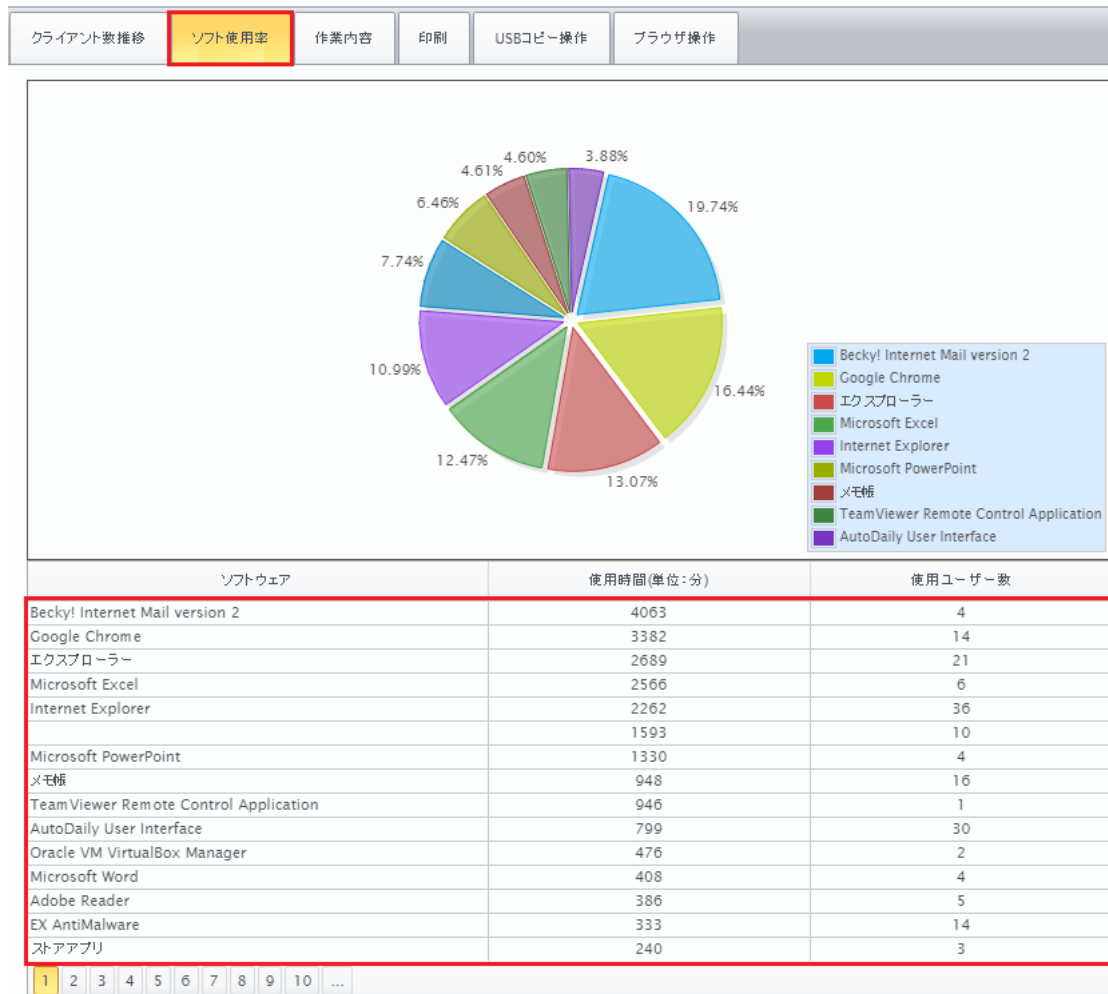 クライアント数推移 ソフト使用率 作業内容 印刷 USBコピー操作 ブラウザ操作
4.60% 3.88%
4.61%
6.46% 19.74%
7.74%
10.99% 16.44%
12.47% 13.07%
Becky! Internet Mail version 2
Google Chrome
エクスプローラー
Microsoft Excel
Internet Explorer
Microsoft PowerPoint
メモ帳
TeamViewer Remote Control Application
AutoDaily User Interface
ソフトウェア 使用時間(単位:分) 使用ユーザー数
Becky! Internet Mail version 2 4063 4
Google Chrome 3382 14
エクスプローラー 2689 21
Microsoft Excel 2566 6
Internet Explorer 2262 36
1593 10
Microsoft PowerPoint 1330 4
メモ帳 948 16
TeamViewer Remote Control Application 946 1
AutoDaily User Interface 799 30
Oracle VM VirtualBox Manager 476 2
Microsoft Word 408 4
Adobe Reader 386 5
EX AntiMalware 333 14
ストアアプリ 240 3
1 2 3 4 5 6 7 8 9 10 ...